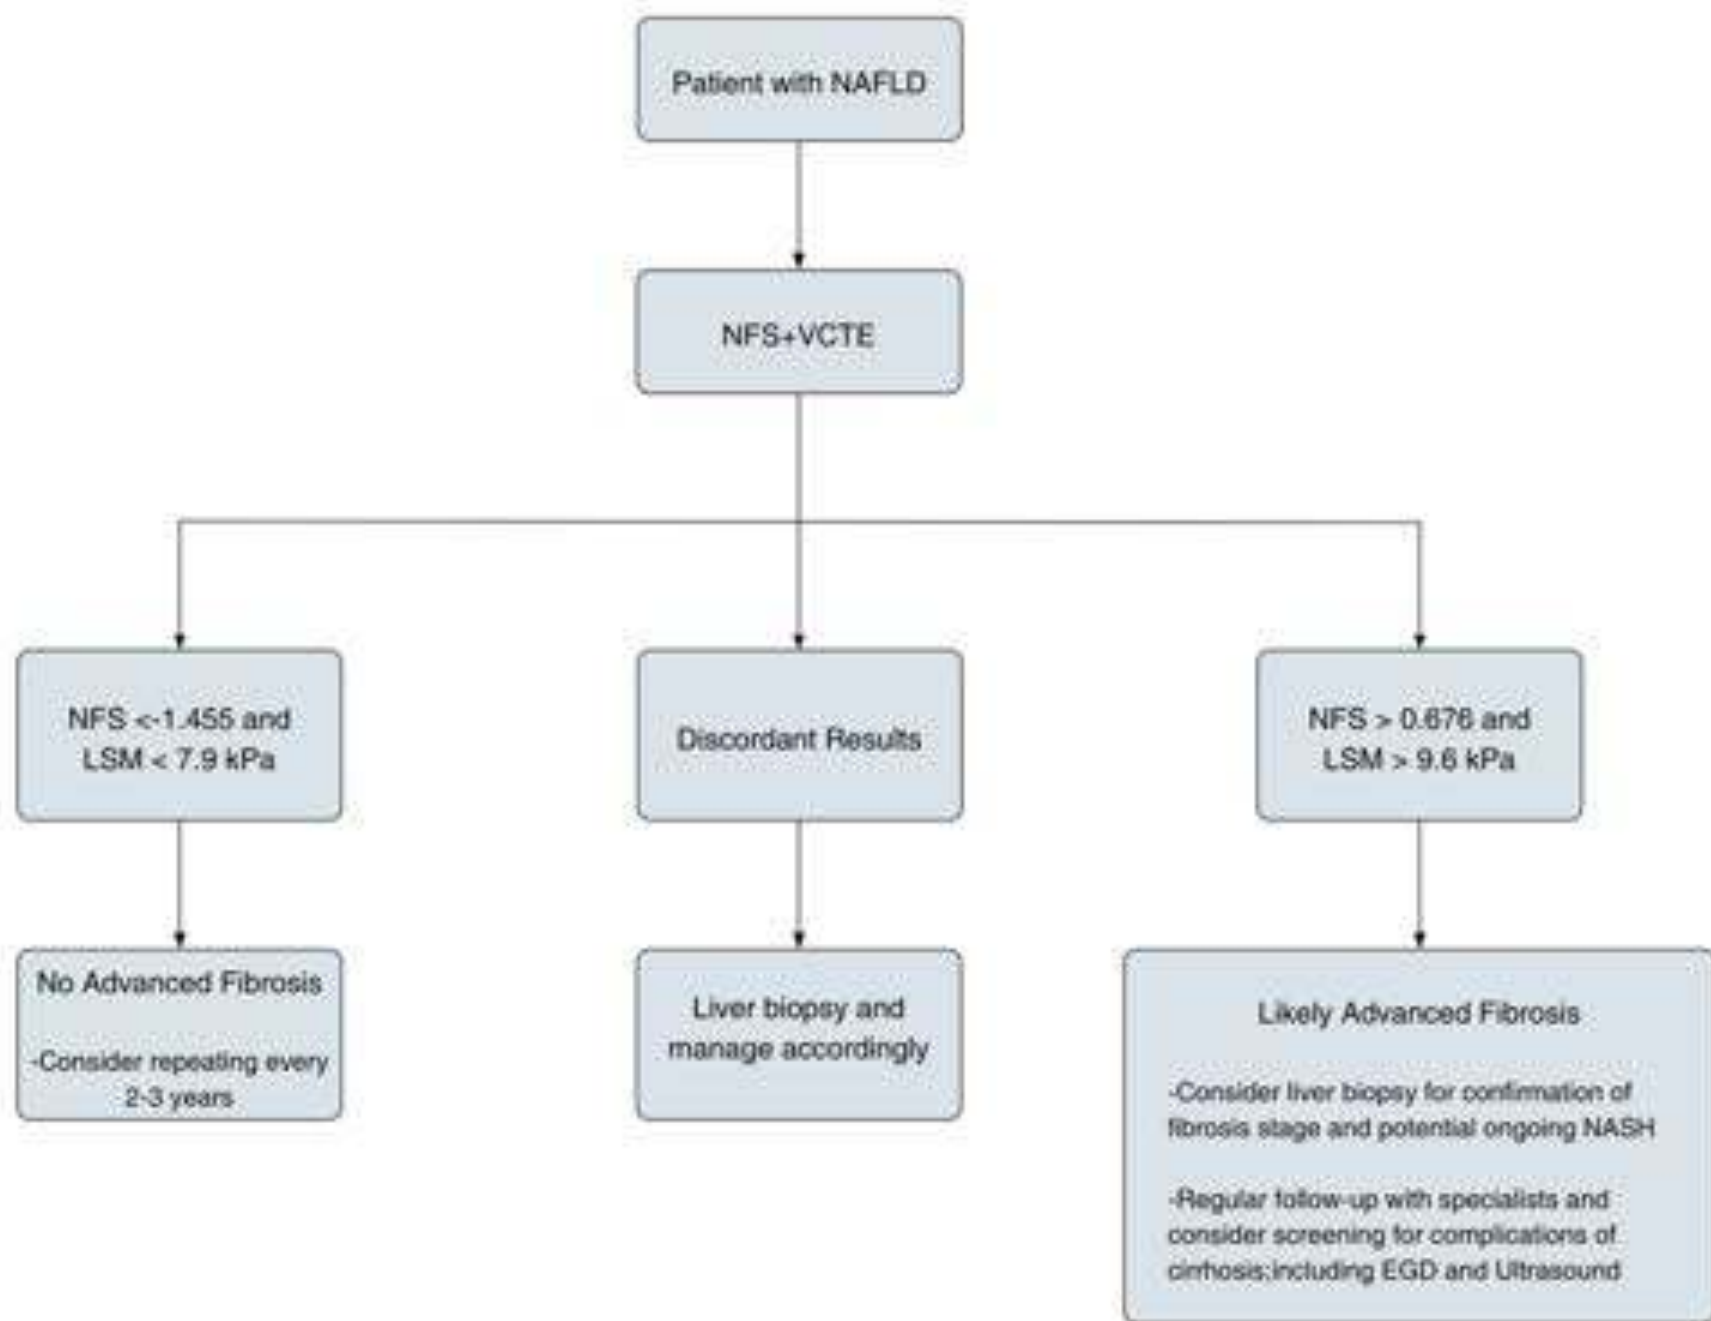 Patient with NAFLD
NFS+VCTE
NFS <-1.455 and
LSM < 7.9 kPa
Discordant Results
NFS > 0.676 and
LSM > 9.6 kPa
No Advanced Fibrosis
-Consider repeating every
2-3 years
Liver biopsy and
manage accordingly
Likely Advanced Fibrosis
-Consider liver biopsy for confirmation of
fibrosis stage and potential ongoing NASH
-Regular follow-up with specialists and
consider screening for complications of
cirrhosis;including EGD and Ultrasound